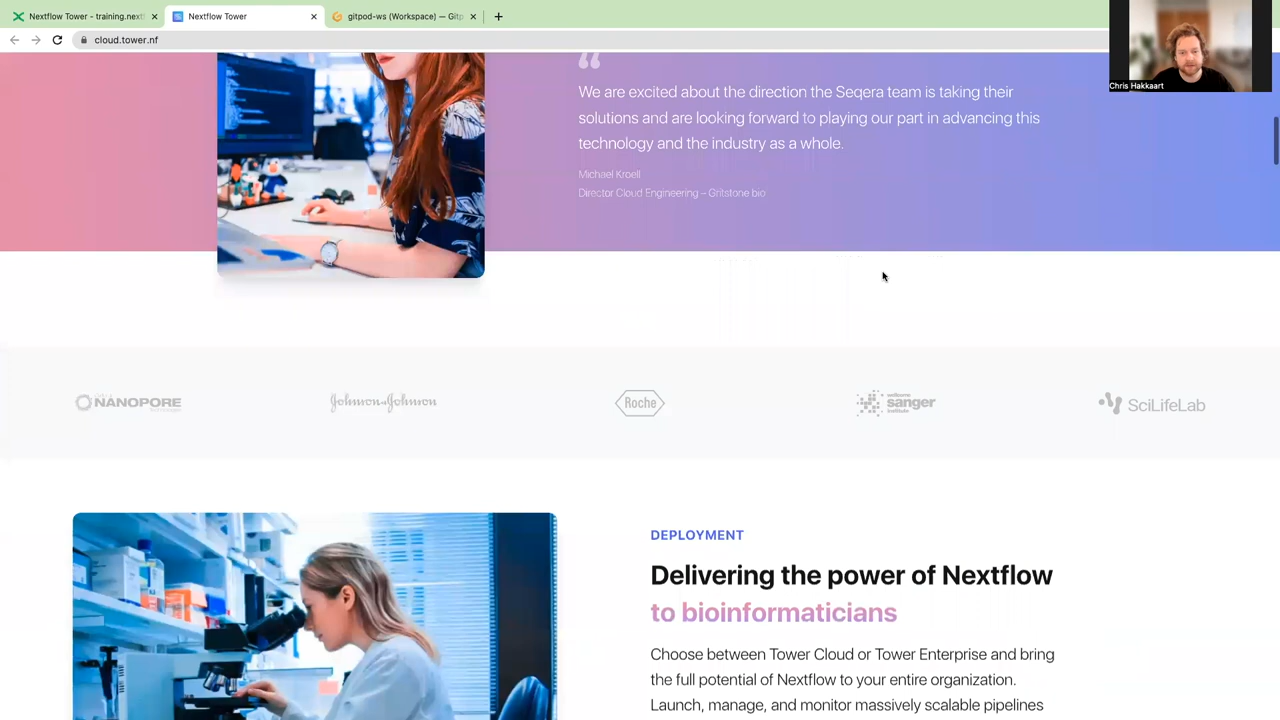 Nextflow Tower - training.nextf
Nextflow Tower
gitpod-ws (Workspace) — Gitp
cloud.tower.nf
Chris Hakkaart
“
We are excited about the direction the Seqera team is taking their
solutions and are looking forward to playing our part in advancing this
technology and the industry as a whole.
Michael Kroell
Director Cloud Engineering – Gritstone bio
NANOPORE
Johnson & Johnson
Roche
wellcome
sanger
institute
SciLifeLab
DEPLOYMENT
Delivering the power of Nextflow
to bioinformaticians
Choose between Tower Cloud or Tower Enterprise and bring
the full potential of Nextflow to your entire organization.
Launch, manage, and monitor massively scalable pipelines